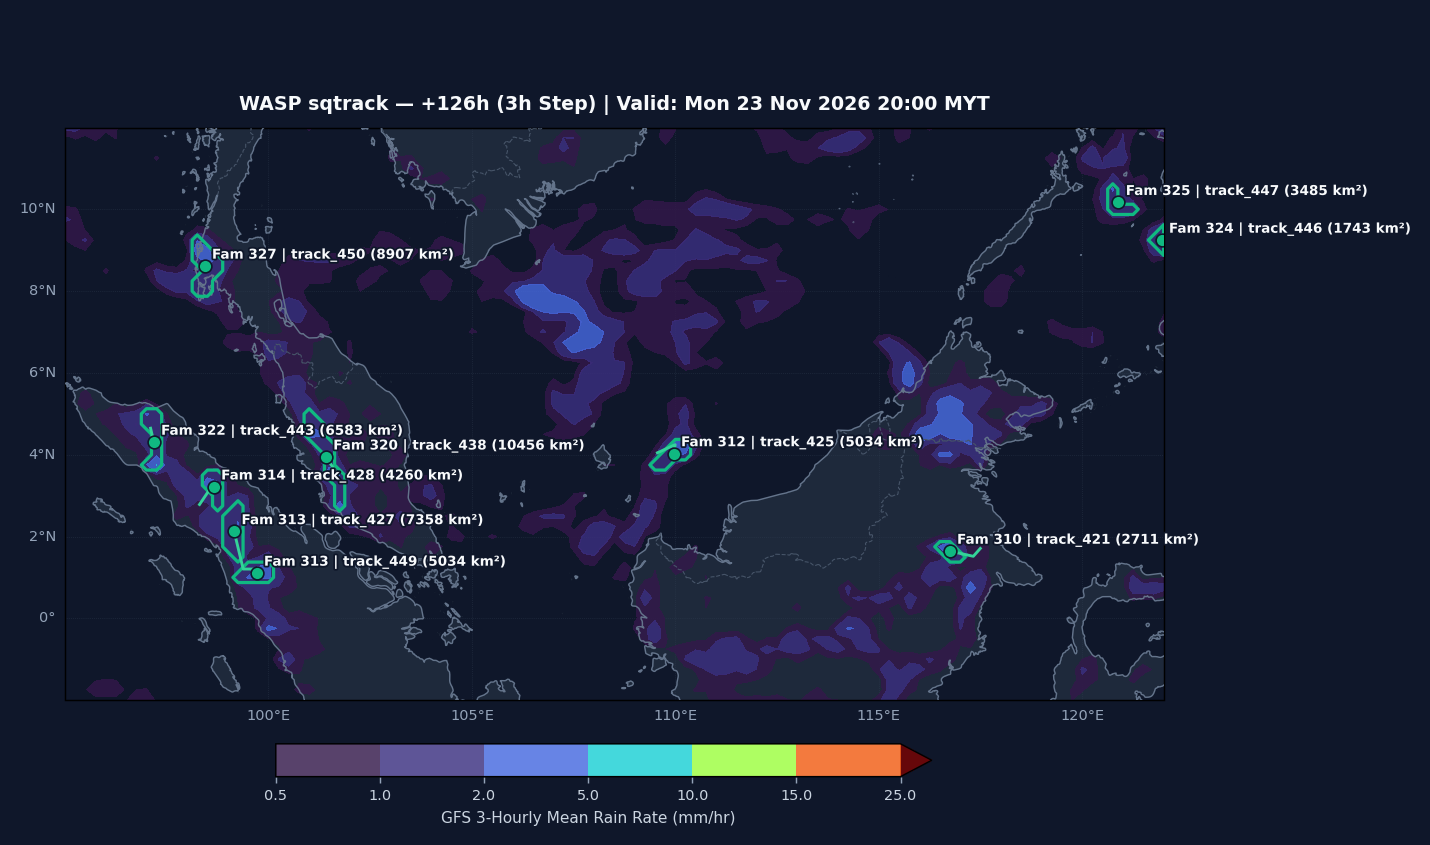 WASP sqtrack — +126h (3h Step) | Valid: Mon 23 Nov 2026 20:00 MYT
10°N
8°N
6°N
4°N
2°N
0°
Fam 325 | track_447 (3485 km²)
Fam 324 | track_446 (1743 km²)
Fam 327 | track_450 (8907 km²)
Fam 322 | track_443 (6583 km²)
Fam 320 | track_438 (10456 km²)
Fam 312 | track_425 (5034 km²)
Fam 314 | track_428 (4260 km²)
Fam 313 | track_427 (7358 km²)
Fam 310 | track_421 (2711 km²)
Fam 313 | track_449 (5034 km²)
100°E
105°E
110°E
115°E
120°E
0.5
1.0
2.0
5.0
10.0
15.0
25.0
GFS 3-Hourly Mean Rain Rate (mm/hr)